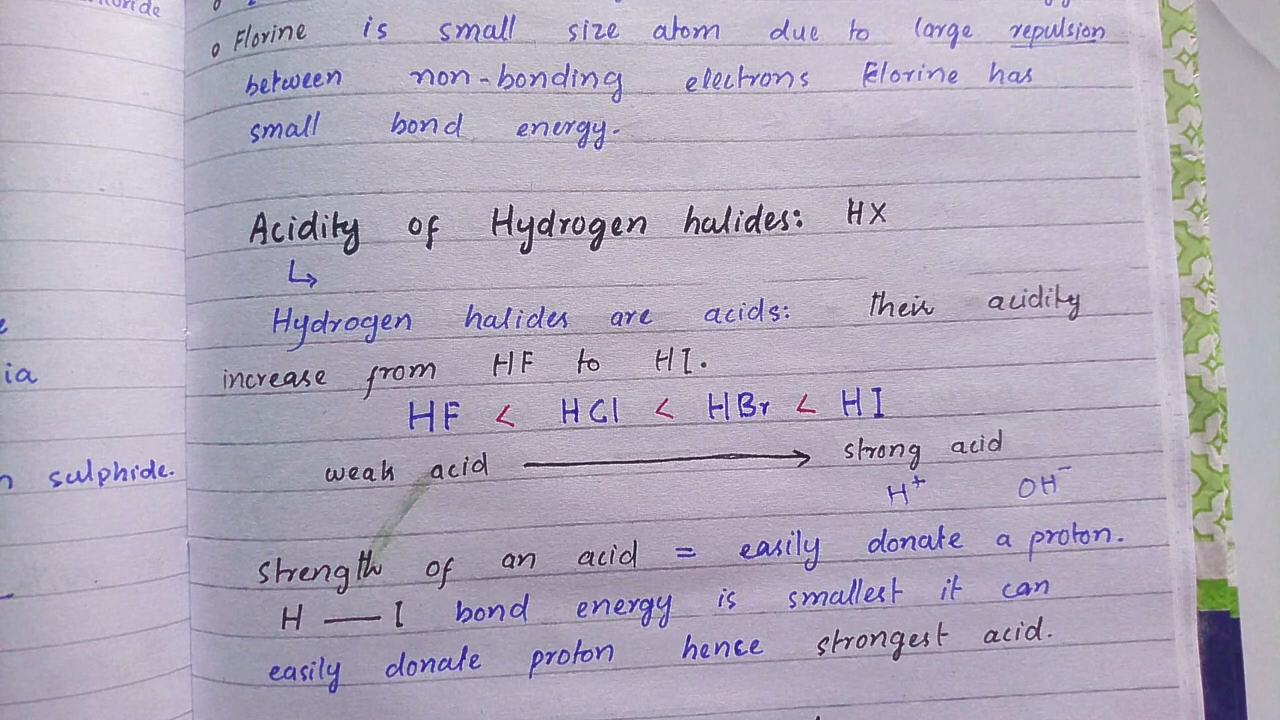 oride
Florine is small size atom due to large repulsion
between non-bonding electrons Florine has
small bond energy.
Acidity of Hydrogen halides: HX
↳
Hydrogen halides are acids: their acidity
increase from HF to HI.
HF < HCl < HBr < HI
weak acid ⟶ strong acid
H⁺ OH⁻
ia
sulphide.
strength of an acid = easily donate a proton.
H — I bond energy is smallest it can
easily donate proton hence strongest acid.